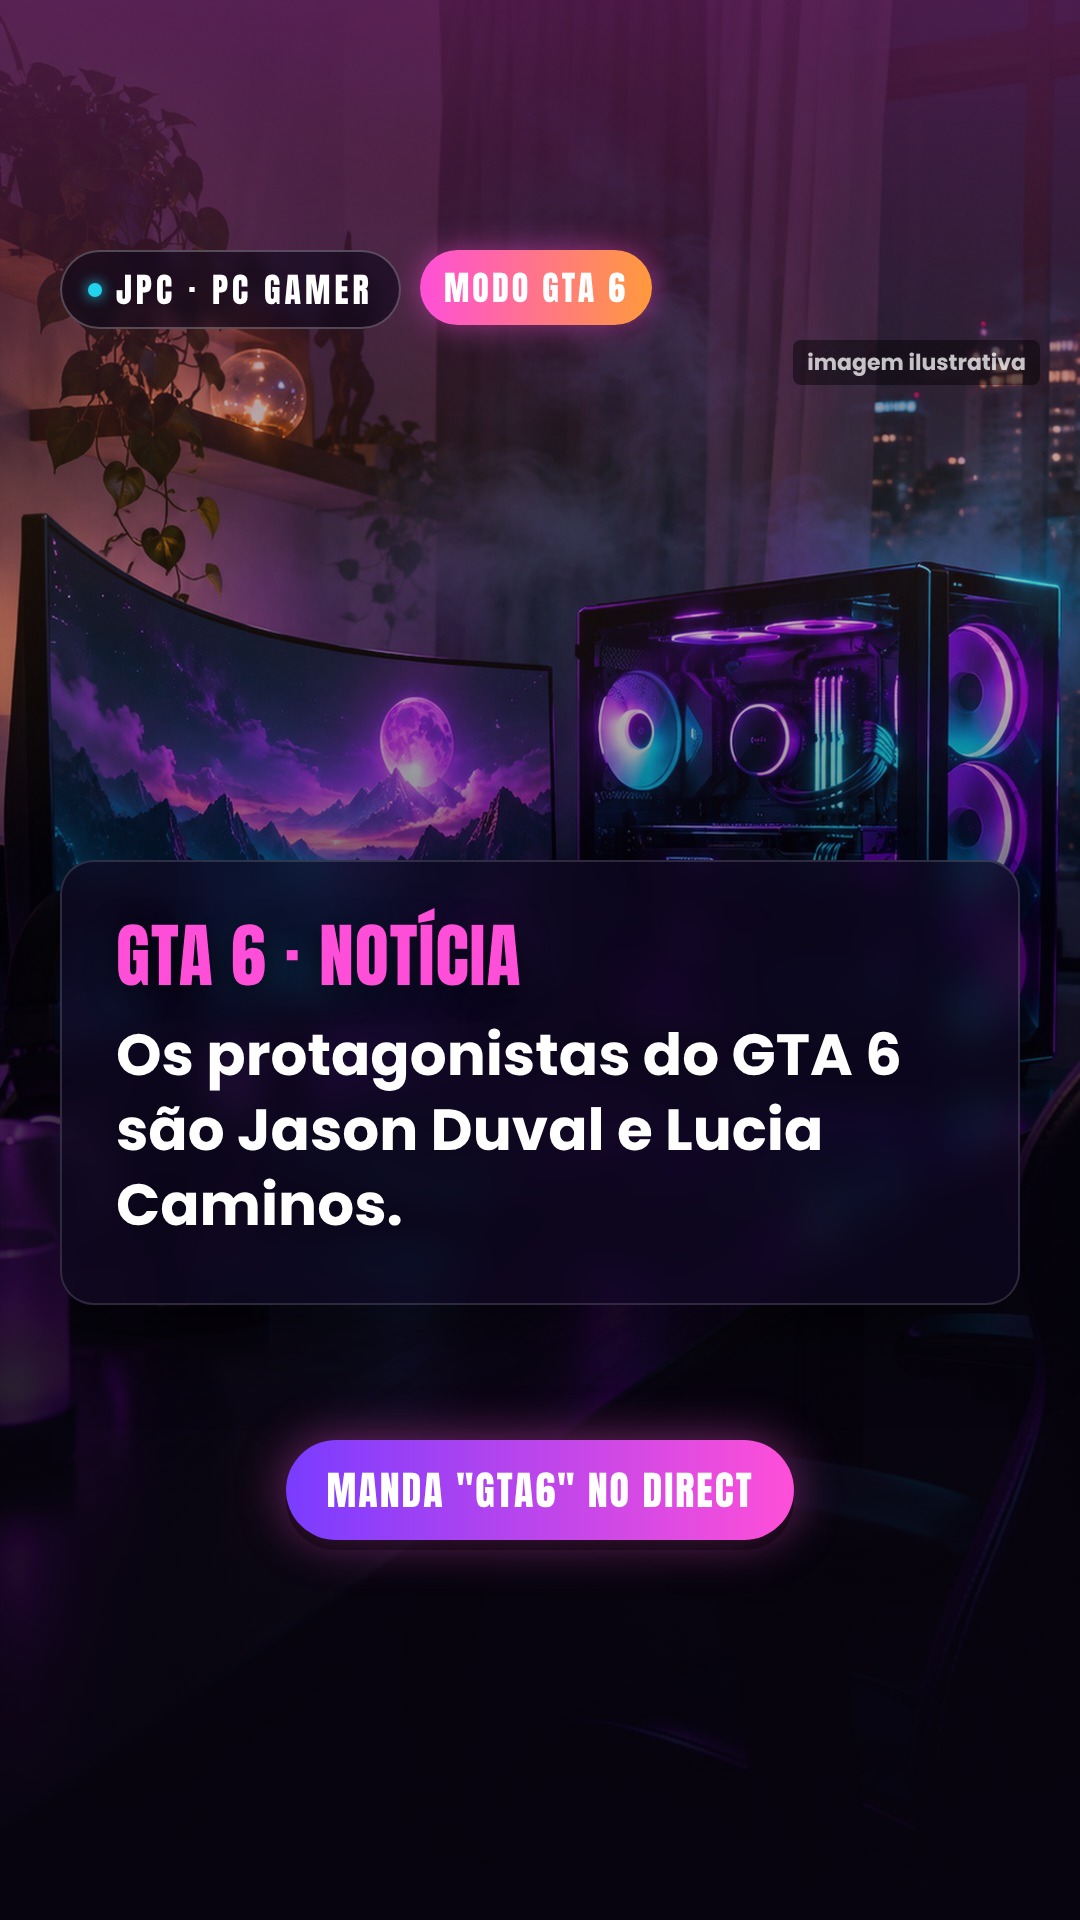 JPC · PC GAMER
MODO GTA 6
imagem ilustrativa
GTA 6 · NOTÍCIA
Os protagonistas do GTA 6
são Jason Duval e Lucia
Caminos.
MANDA "GTA6" NO DIRECT